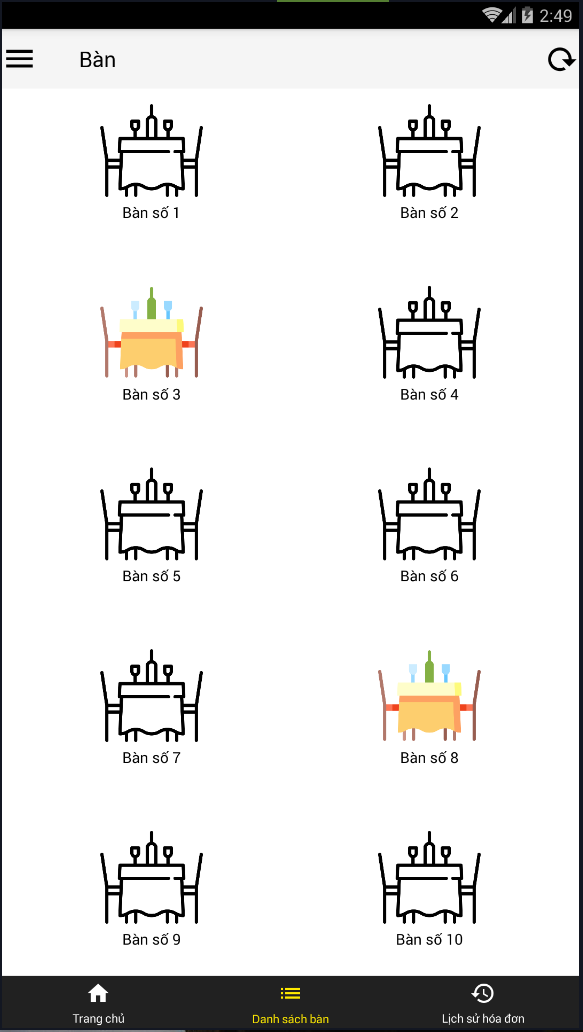 2:49
Bàn
Bàn số 1
Bàn số 2
Bàn số 3
Bàn số 4
Bàn số 5
Bàn số 6
Bàn số 7
Bàn số 8
Bàn số 9
Bàn số 10
Trang chủ
Danh sách bàn
Lịch sử hóa đơn